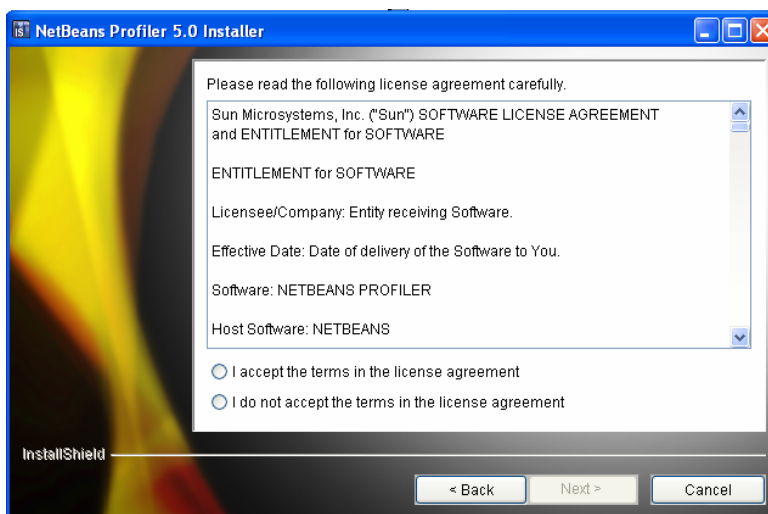 NetBeans Profiler 5.0 Installer
Please read the following license agreement carefully.
Sun Microsystems, Inc. ("Sun") SOFTWARE LICENSE AGREEMENT
and ENTITLEMENT for SOFTWARE
ENTITLEMENT for SOFTWARE
Licensee/Company: Entity receiving Software.
Effective Date: Date of delivery of the Software to You.
Software: NETBEANS PROFILER
Host Software: NETBEANS
I accept the terms in the license agreement
I do not accept the terms in the license agreement
InstallShield
< Back Next > Cancel